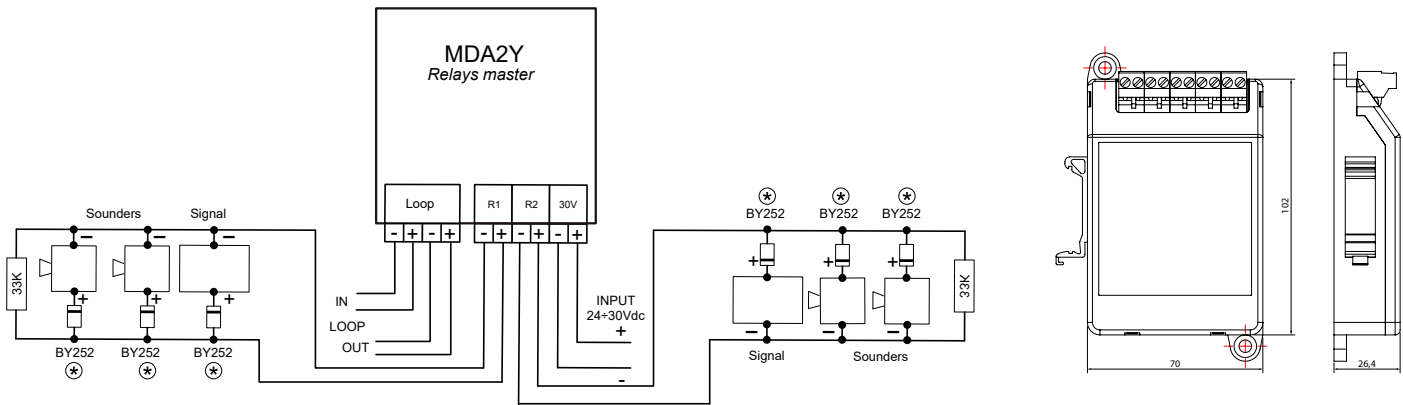 MDA2Y
Relays master
Loop
R1
R2
30V
- + - +
- + - + - +
Sounders
Signal
-
-
-
33K
+
+
+
BY252
BY252
BY252
*
*
*
IN
LOOP
OUT
INPUT
24÷30Vdc
+
-
*
*
*
BY252
BY252
BY252
+
+
+
33K
-
-
-
Signal
Sounders
102
70
26,4